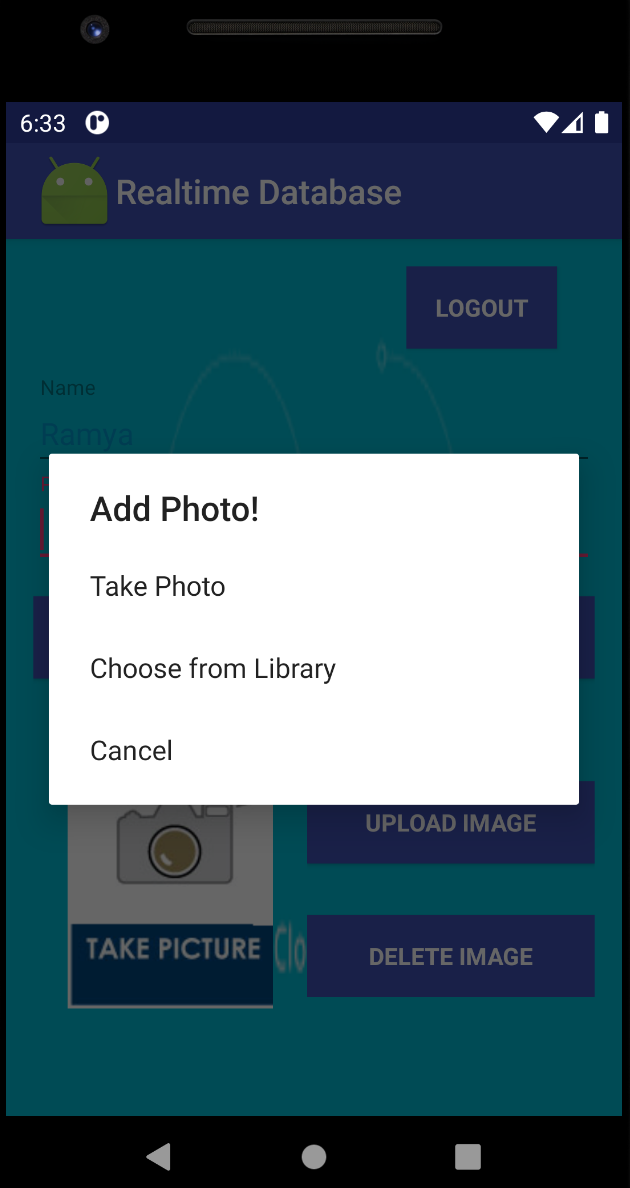 6:33
Realtime Database
LOGOUT
Name
Ramya
Add Photo!
Take Photo
Choose from Library
Cancel
UPLOAD IMAGE
TAKE PICTURE
Clo
DELETE IMAGE